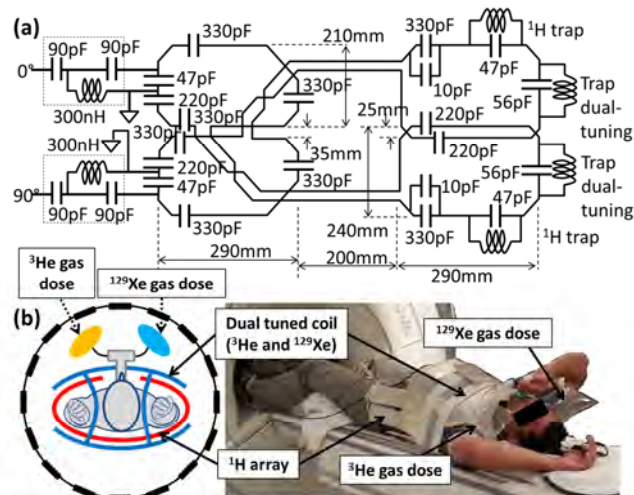 (a)
90pF
90pF
330pF
210mm
330pF
¹H trap
0°
47pF
220pF
330pF
330pF
10pF
47pF
300nH
56pF
Trap
dual-
tuning
25mm
220pF
300nH
330pF
220pF
47pF
35mm
330pF
220pF
56pF
Trap
dual-
tuning
10pF
47pF
90°
90pF
90pF
330pF
240mm
330pF
¹H trap
290mm
200mm
290mm
³He gas
dose
¹²⁹Xe gas dose
(b)
Dual tuned coil
(³He and ¹²⁹Xe)
¹²⁹Xe gas dose
¹H array
³He gas dose